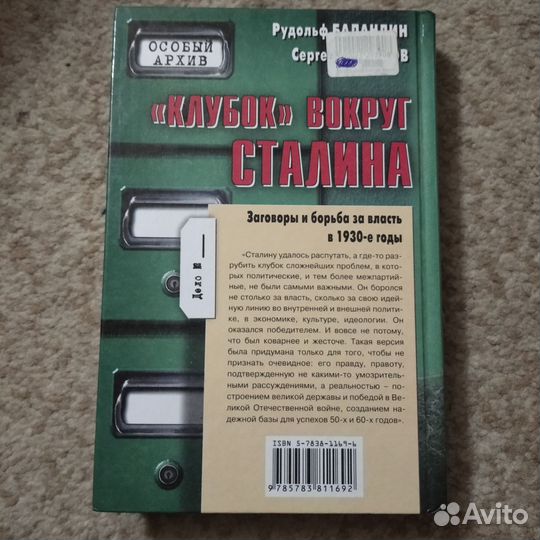 ОСОБЫЙ
АРХИВ
Рудольф БАЛАНДИН
Серге
«КЛУБОК» ВОКРУГ
СТАЛИНА
Заговоры и борьба за власть
в 1930-е годы
Дело №
«Сталину удалось распутать, а где-то раз-
рубить клубок сложнейших проблем, в кото-
рых политические, и тем более межпартий-
ные, не были самыми важными. Он боролся
не столько за власть, сколько за свою идей-
ную линию во внутренней и внешней полити-
ке, в экономике, культуре, идеологии. Он
оказался победителем. И вовсе не потому,
что был коварнее и жесточе. Такая версия
была придумана только для того, чтобы не
признать очевидное: его правду, правоту,
подтвержденную не какими-то умозритель-
ными рассуждениями, а реальностью – по-
строением великой державы и победой в Ве-
ликой Отечественной войне, созданием на-
дежной базы для успехов 50-х и 60-х годов».
ISBN 5-7838-1169-6
9 785783 811692
Avito